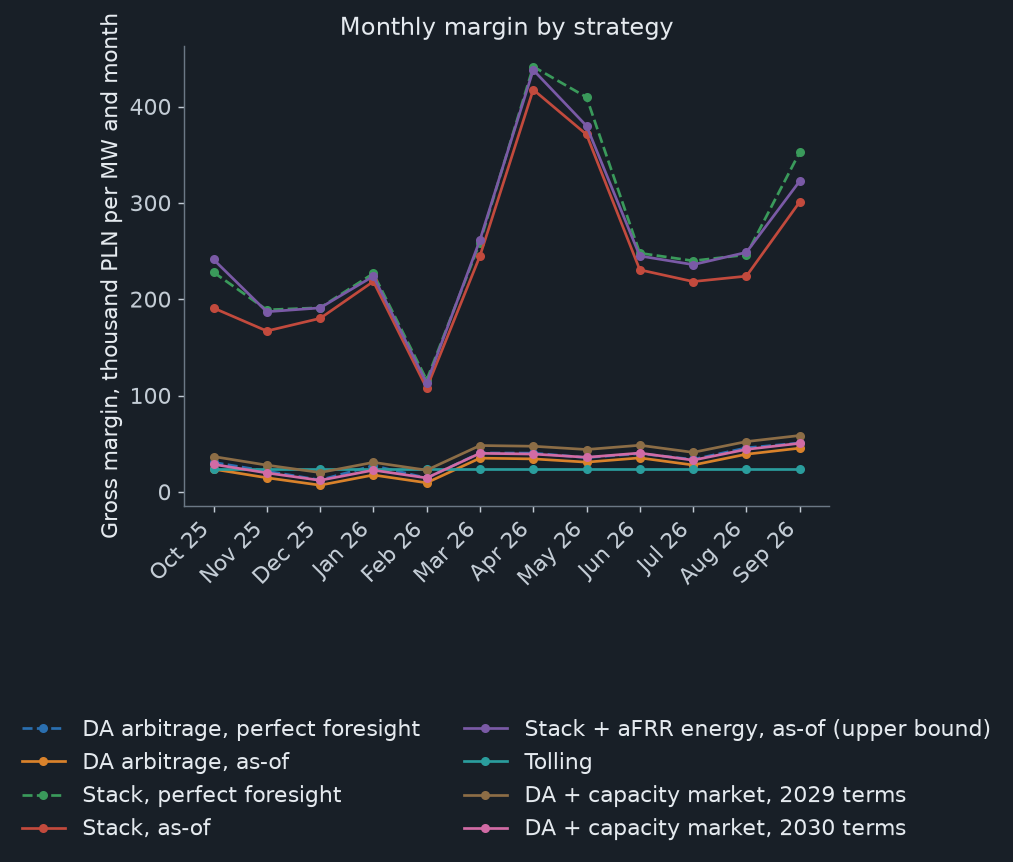 Monthly margin by strategy
Gross margin, thousand PLN per MW and month
400
300
200
100
0
Oct 25
Nov 25
Dec 25
Jan 26
Feb 26
Mar 26
Apr 26
May 26
Jun 26
Jul 26
Aug 26
Sep 26
DA arbitrage, perfect foresight
DA arbitrage, as-of
Stack, perfect foresight
Stack, as-of
Stack + aFRR energy, as-of (upper bound)
Tolling
DA + capacity market, 2029 terms
DA + capacity market, 2030 terms